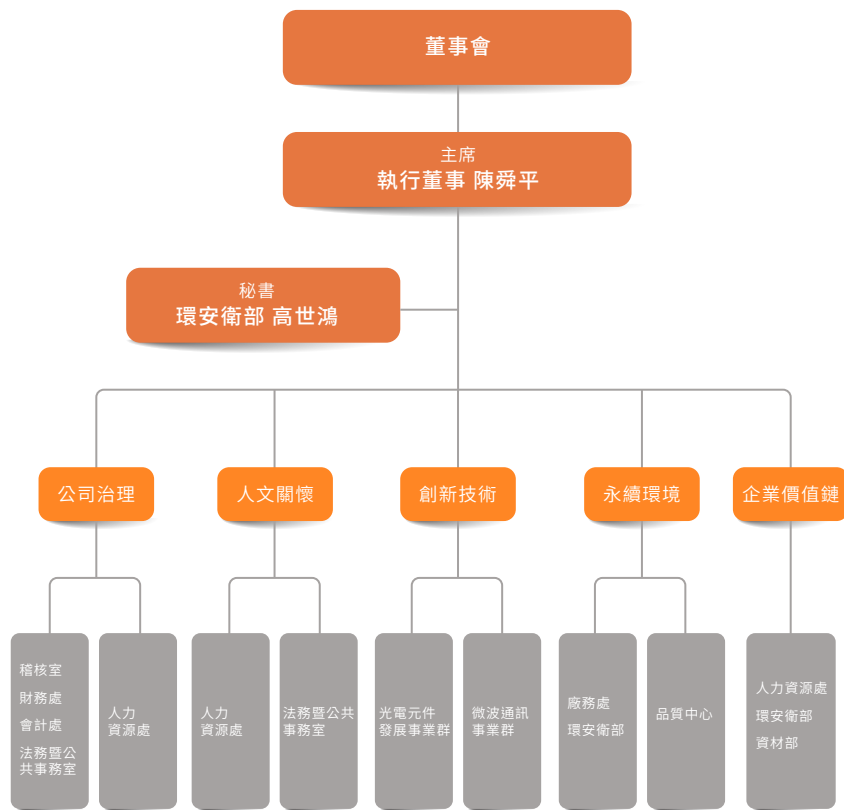 董事會
主席
執行董事 陳舜平
秘書
環安衛部 高世鴻
公司治理
人文關懷
創新技術
永續環境
企業價值鏈
稽核室
財務處
會計處
法務暨公
共事務室
人力
資源處
人力
資源處
法務暨公共
事務室
光電元件
發展事業群
微波通訊
事業群
廠務處
環安衛部
品質中心
人力資源處
環安衛部
資材部